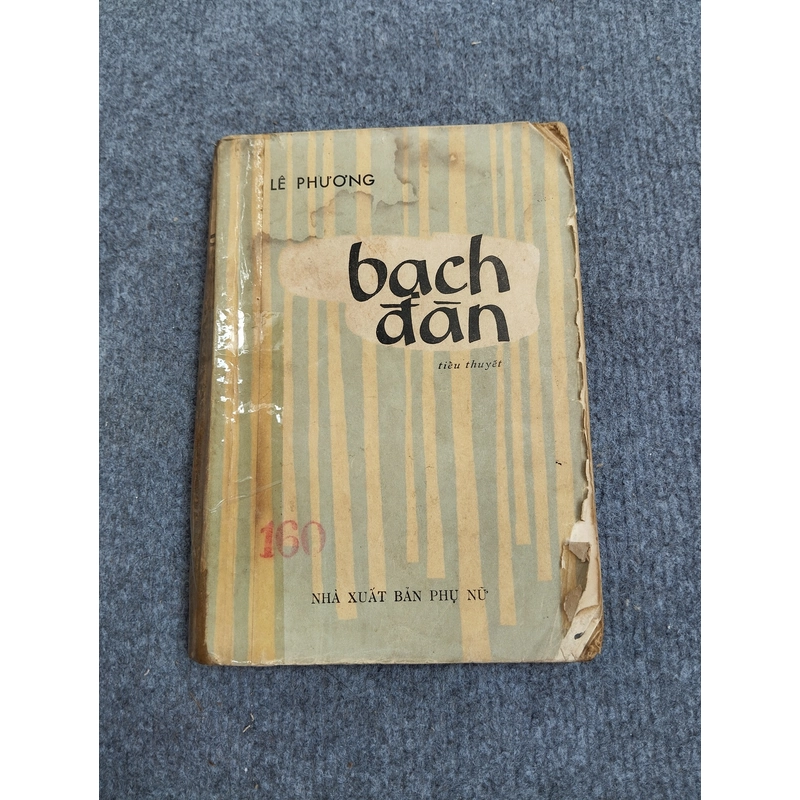 LÊ PHƯƠNG
bạch
đàn
tiểu thuyết
160
NHÀ XUẤT BẢN PHỤ NỮ